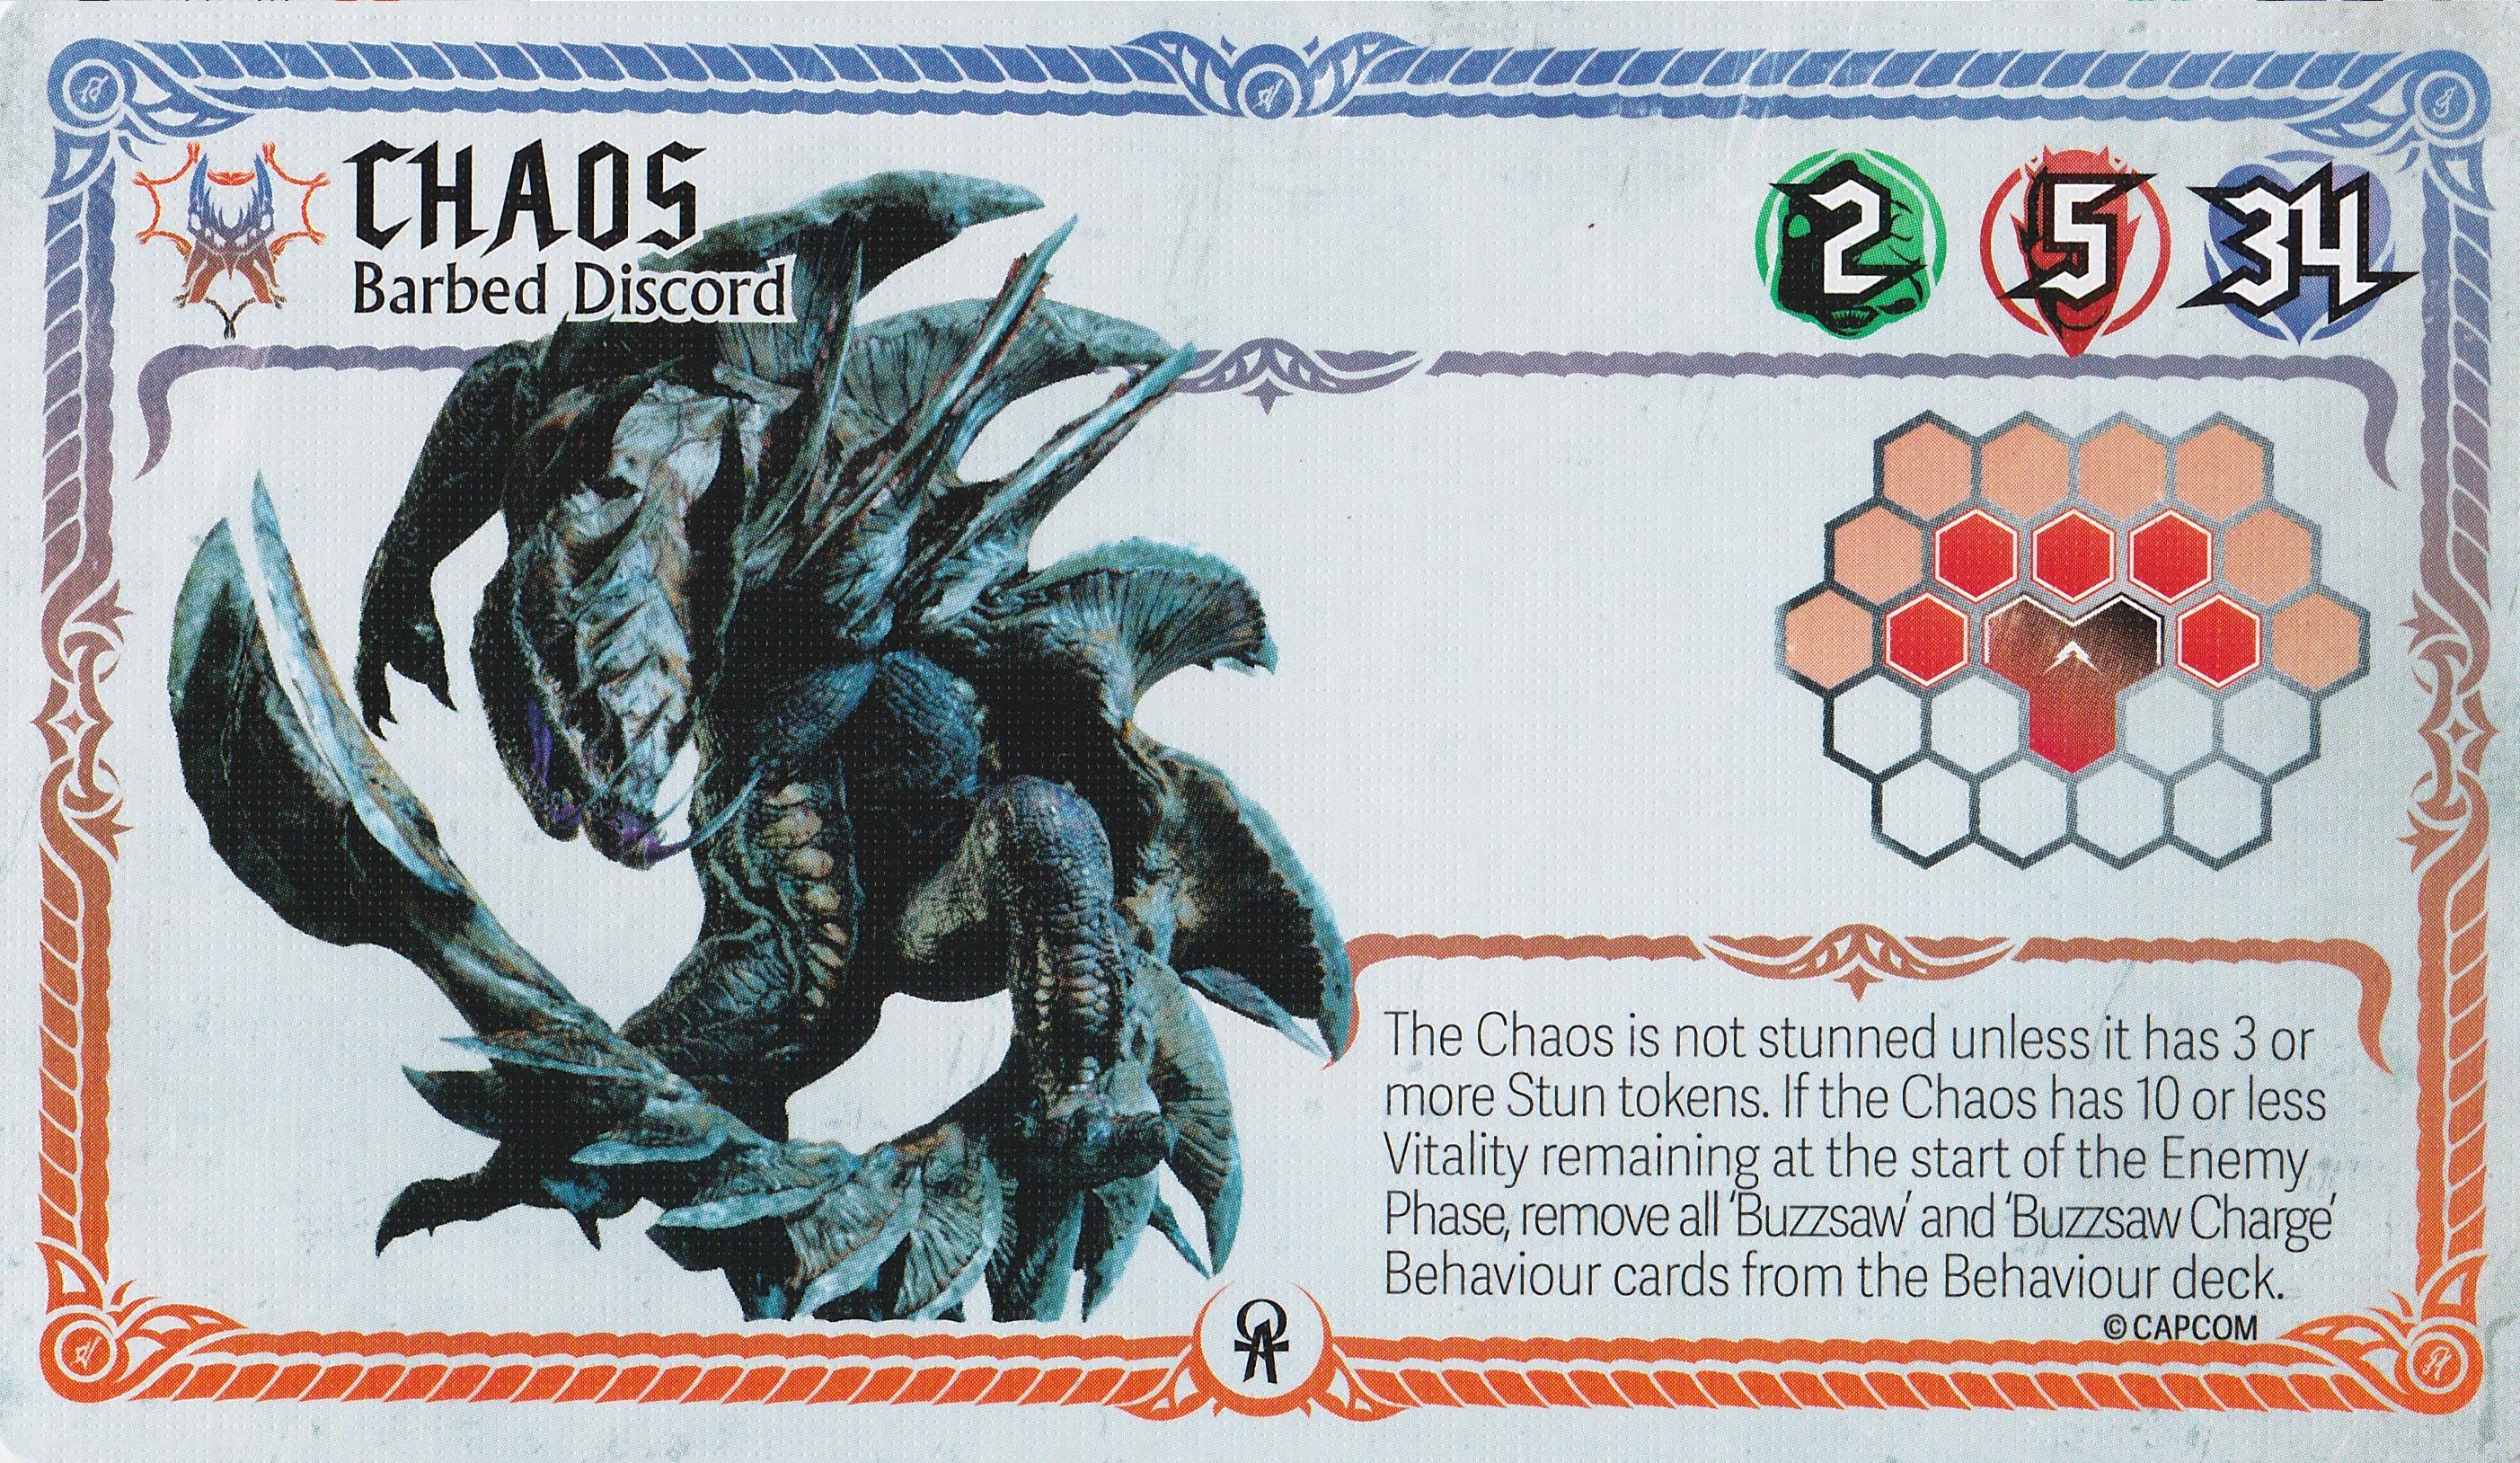 CHAOS
Barbed Discord
2 5 34
The Chaos is not stunned unless it has 3 or
more Stun tokens. If the Chaos has 10 or less
Vitality remaining at the start of the Enemy
Phase, remove all 'Buzzsaw' and 'Buzzsaw Charge'
Behaviour cards from the Behaviour deck.
© CAPCOM